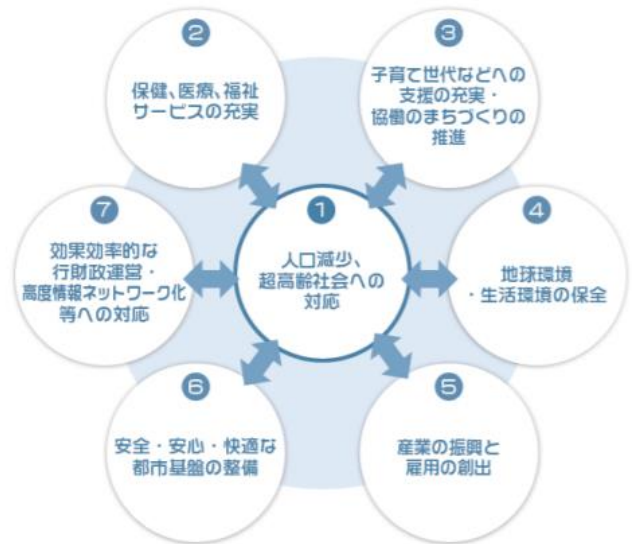 1
人口減少、
超高齢社会への
対応
2
保健、医療、福祉
サービスの充実
3
子育て世代などへの
支援の充実・
協働のまちづくりの
推進
4
地球環境
・生活環境の保全
5
産業の振興と
雇用の創出
6
安全・安心・快適な
都市基盤の整備
7
効果効率的な
行財政運営・
高度情報ネットワーク化
等への対応